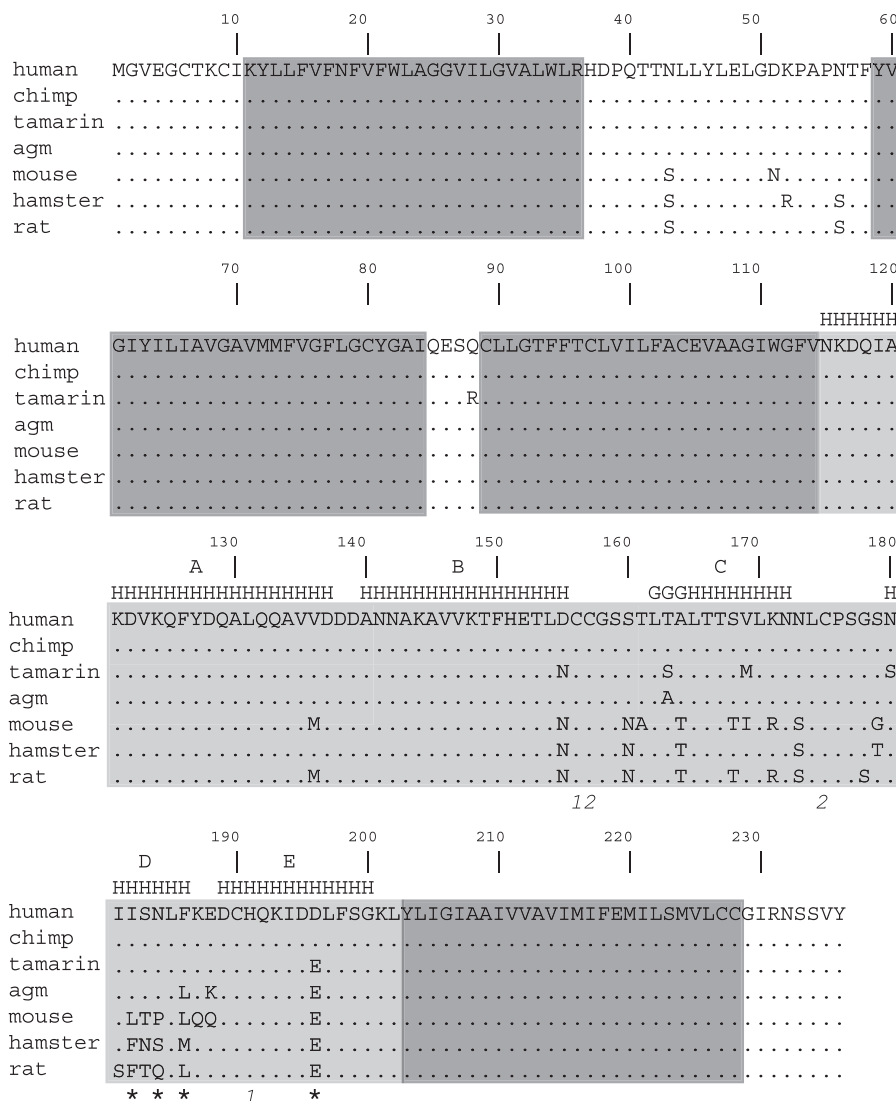 10 20 30 40 50 60
human MGVEGCTKCIKYLLFVFNFVFWLAGGVILGVALWLRHDPQTTNLLYLELGDKPAPNTFYV
chimp ............................................................
tamarin ............................................................
agm ............................................................
mouse ..........................................S.......N.........
hamster ..........................................S........R...S....
rat ..........................................S............S....
70 80 90 100 110 120
HHHHHH
human GIYILIAVGAVMMFVGFLGCYGAIQESQCLLGTFFTCLVILFACEVAAGIWGFVNKDQIA
chimp ............................................................
tamarin ...........................R................................
agm ............................................................
mouse ............................................................
hamster ............................................................
rat ............................................................
130 140 150 160 170 180
A B C
HHHHHHHHHHHHHHHHH HHHHHHHHHHHHHHHH GGGHHHHHHHH H
human KDVKQFYDQALQQAVVDDDANNAKAVVKTFHETLDCCGSSTLTALTTSVLKNNLCPSGSN
chimp ............................................................
tamarin ..................................N.......S.....M..........S
agm ..........................................A.................
mouse ...............M..................N....NA..T...TI.R.S.....G.
hamster ..................................N....N...T........S.....T.
rat ...............M..................N....N...T...T..R.S....S..
12 2
190 200 210 220 230
D E
HHHHHH HHHHHHHHHHHH
human IISNLFKEDCHQKIDDLFSGKLYLIGIAAIVVAVIMIFEMILSMVLCCGIRNSSVY
chimp ........................................................
tamarin ...............E........................................
agm .....L.K.......E........................................
mouse .LTP.LQQ.......E........................................
hamster .FNS.M.........E........................................
rat SFTQ.L.........E........................................
* * * 1 *